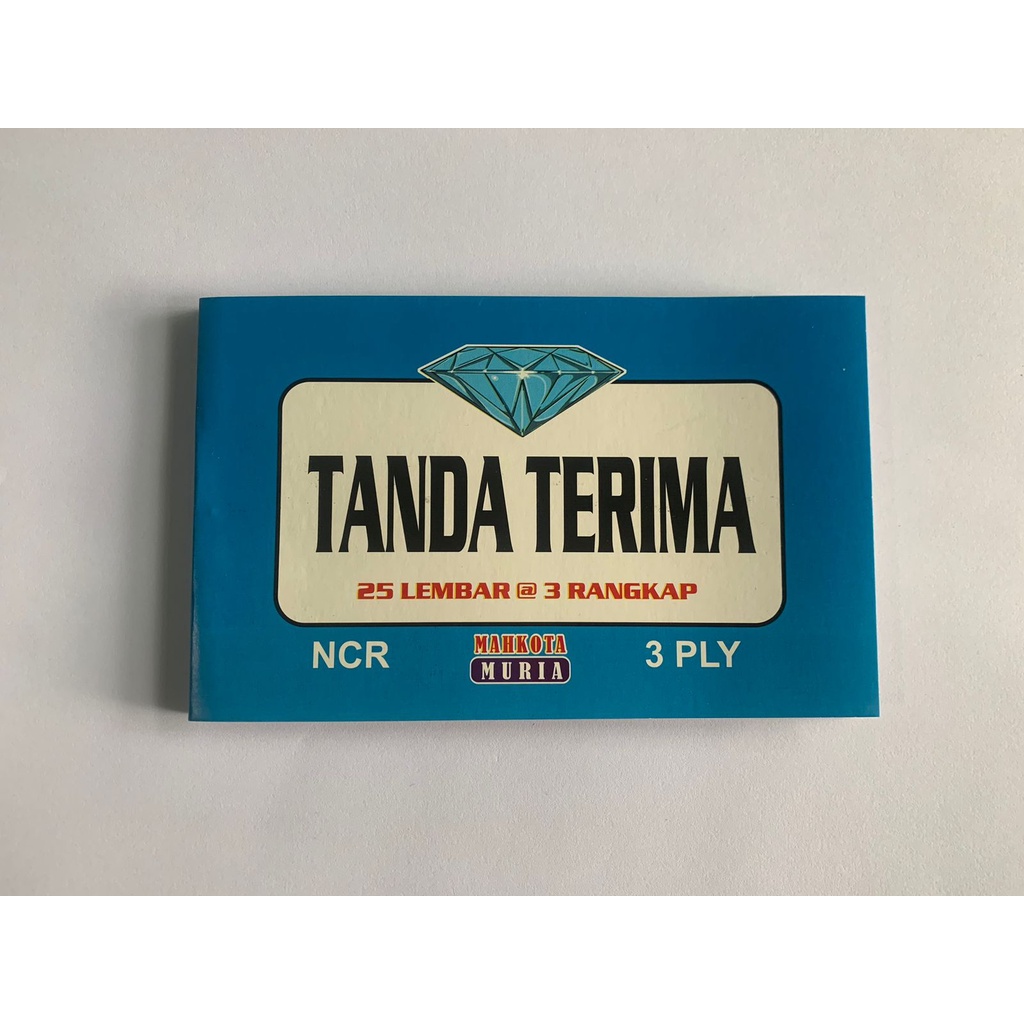 TANDA TERIMA
25 LEMBAR @ 3 RANGKAP
NCR
MAHKOTA
MURIA
3 PLY